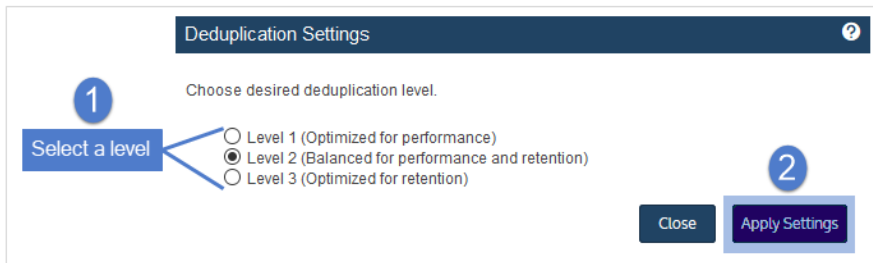 Deduplication Settings ?
Choose desired deduplication level.
1
Select a level
Level 1 (Optimized for performance)
Level 2 (Balanced for performance and retention)
Level 3 (Optimized for retention)
2
Close
Apply Settings